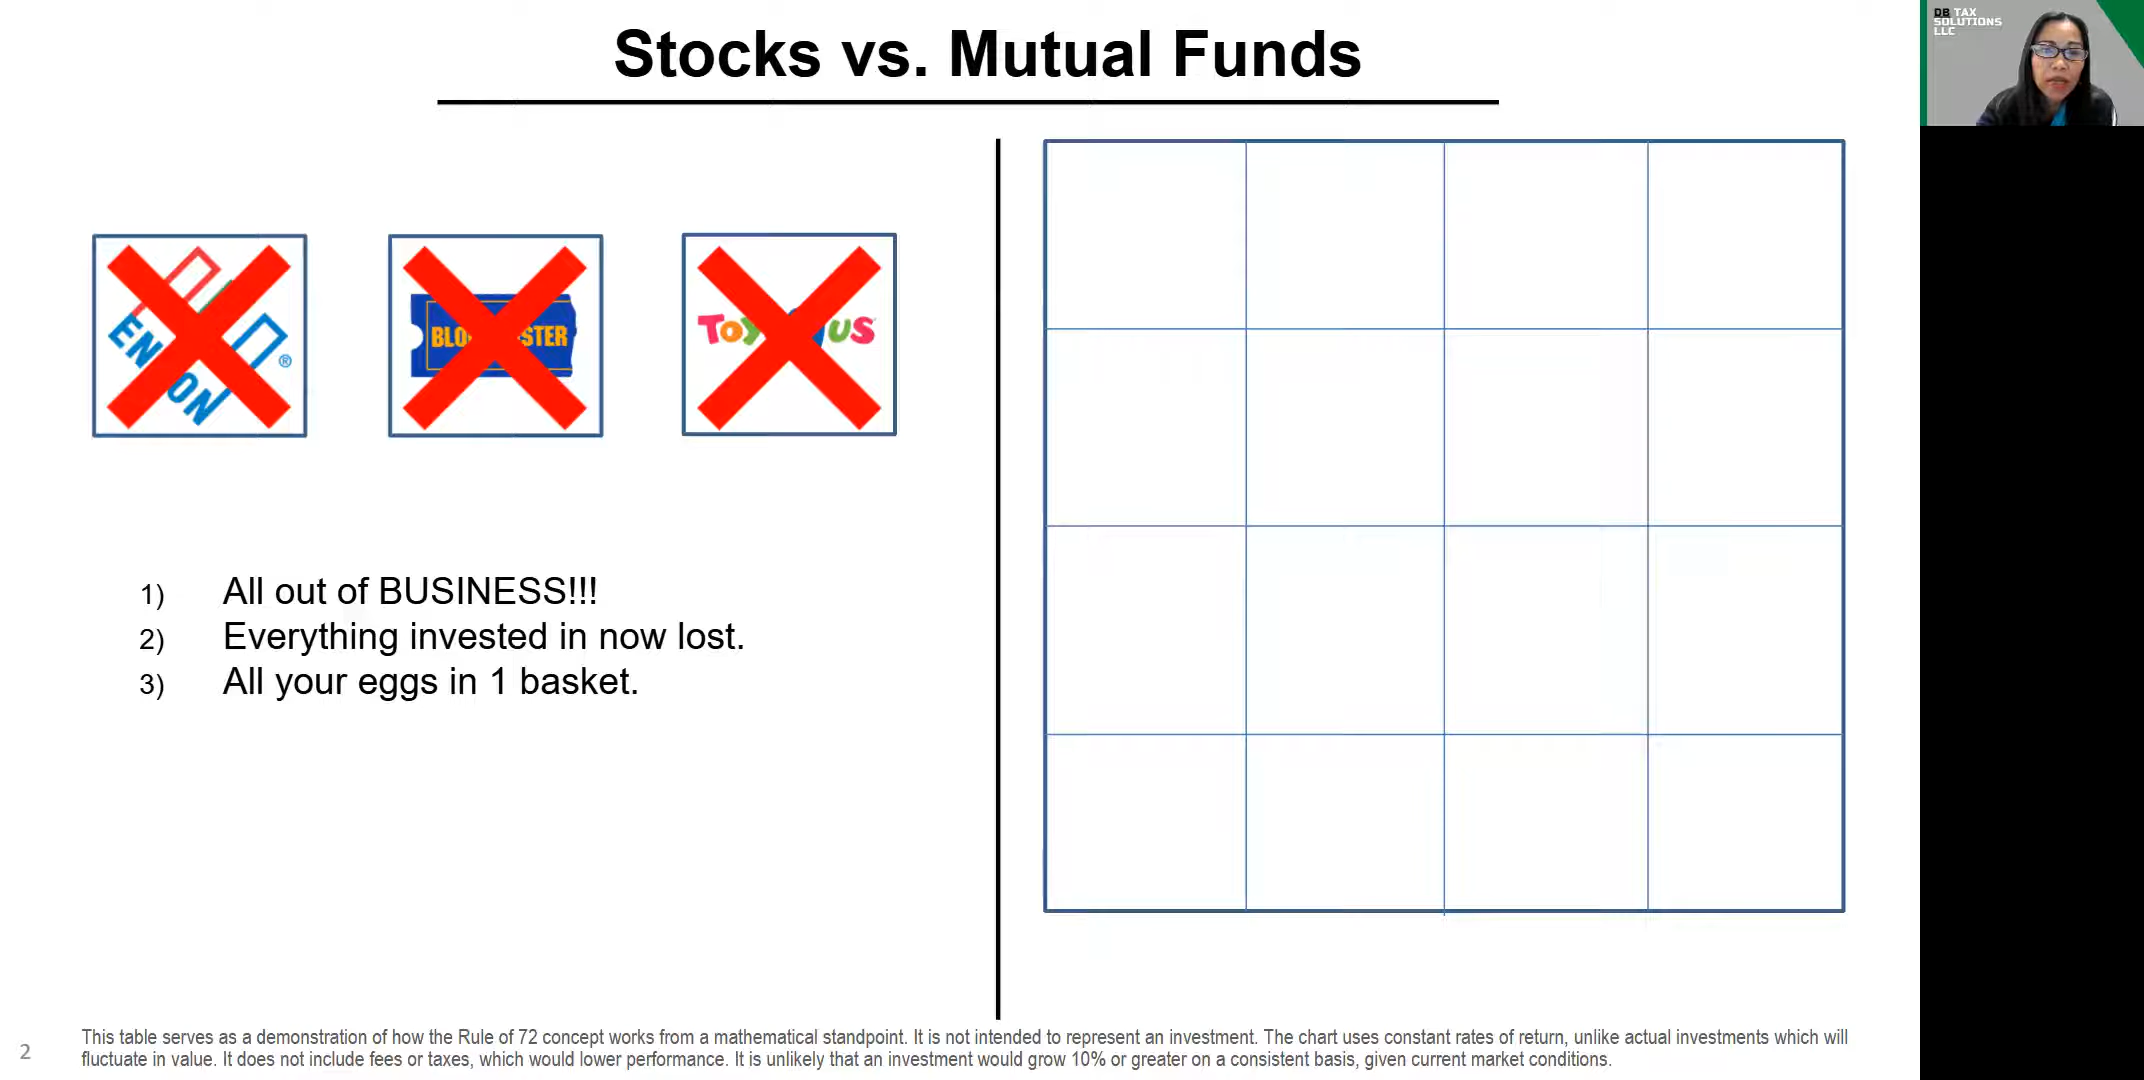 Stocks vs. Mutual Funds
DB TAX
SOLUTIONS
LLC
EN ON ®
BLO STER
Toy us
1) All out of BUSINESS!!!
2) Everything invested in now lost.
3) All your eggs in 1 basket.
This table serves as a demonstration of how the Rule of 72 concept works from a mathematical standpoint. It is not intended to represent an investment. The chart uses constant rates of return, unlike actual investments which will
fluctuate in value. It does not include fees or taxes, which would lower performance. It is unlikely that an investment would grow 10% or greater on a consistent basis, given current market conditions.
2